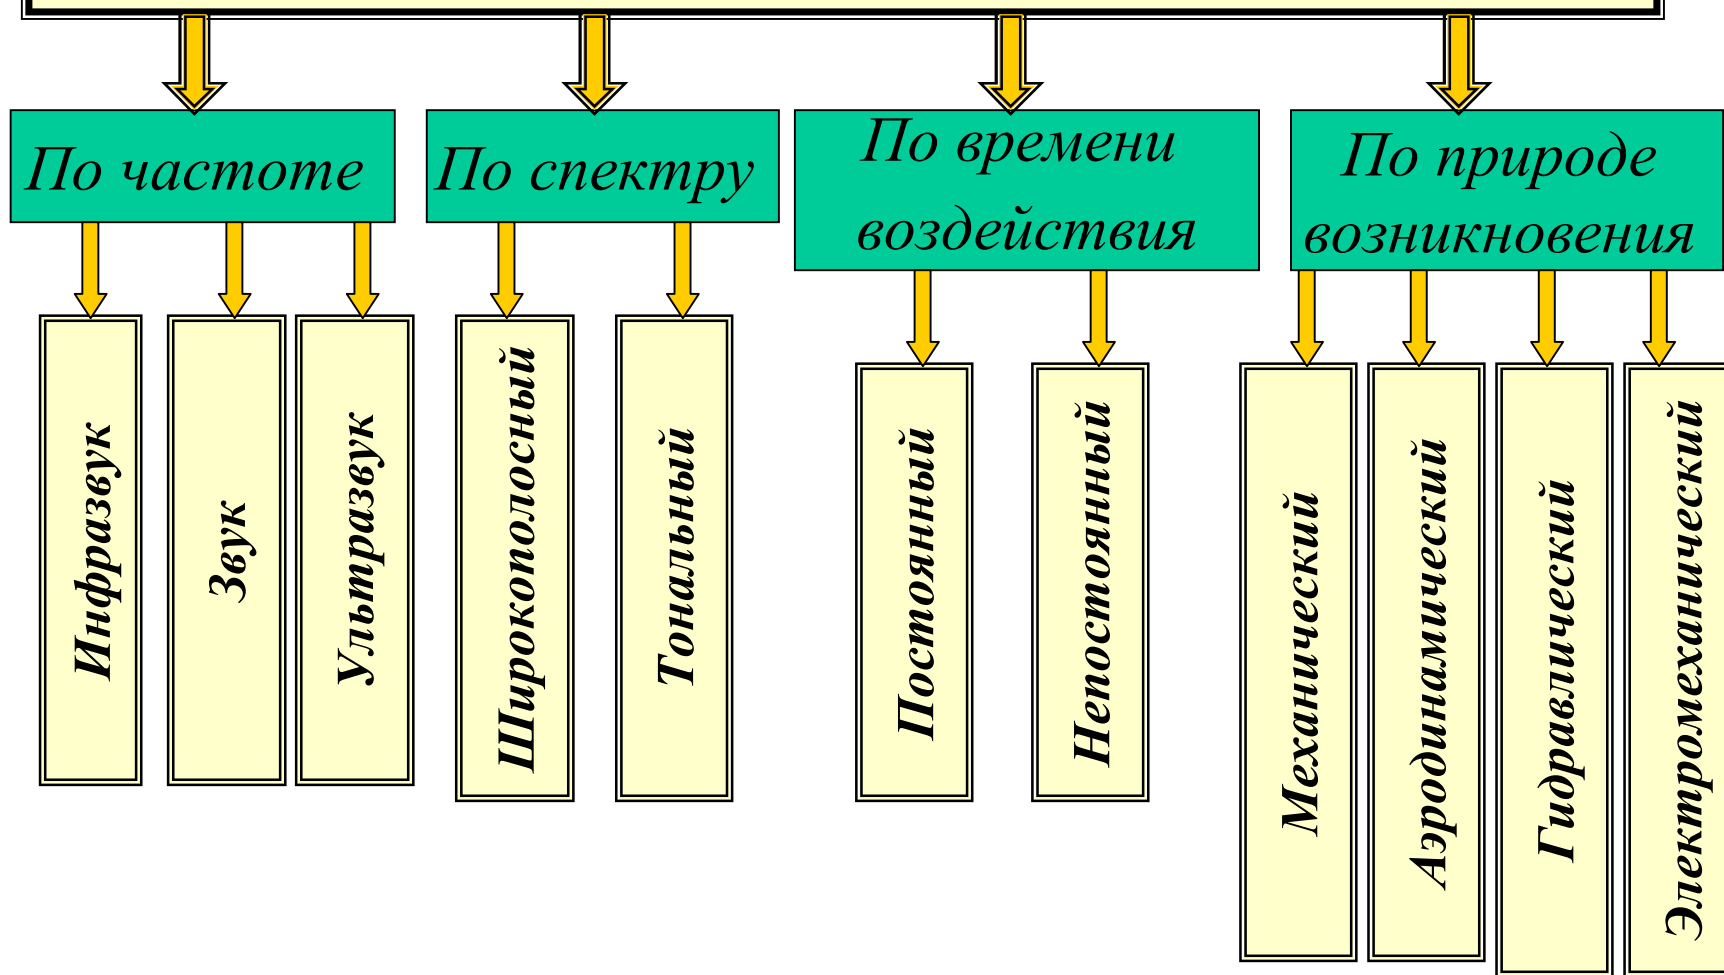 По частоте
По спектру
По времени
воздействия
По природе
возникновения
Инфразвук
Звук
Ультразвук
Широкополосный
Тональный
Постоянный
Непостоянный
Механический
Аэродинамический
Гидравлический
Электромеханический